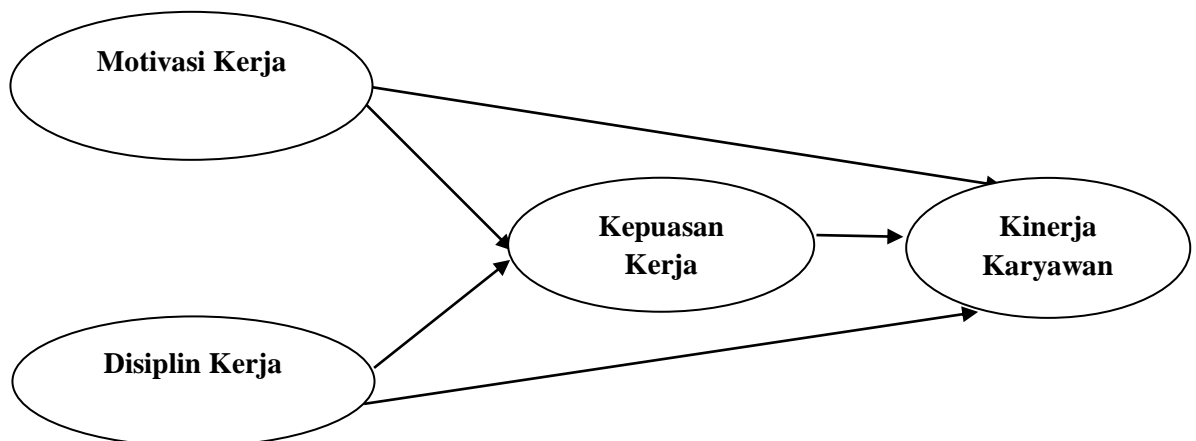 Motivasi Kerja
Kepuasan
Kerja
Kinerja
Karyawan
Disiplin Kerja